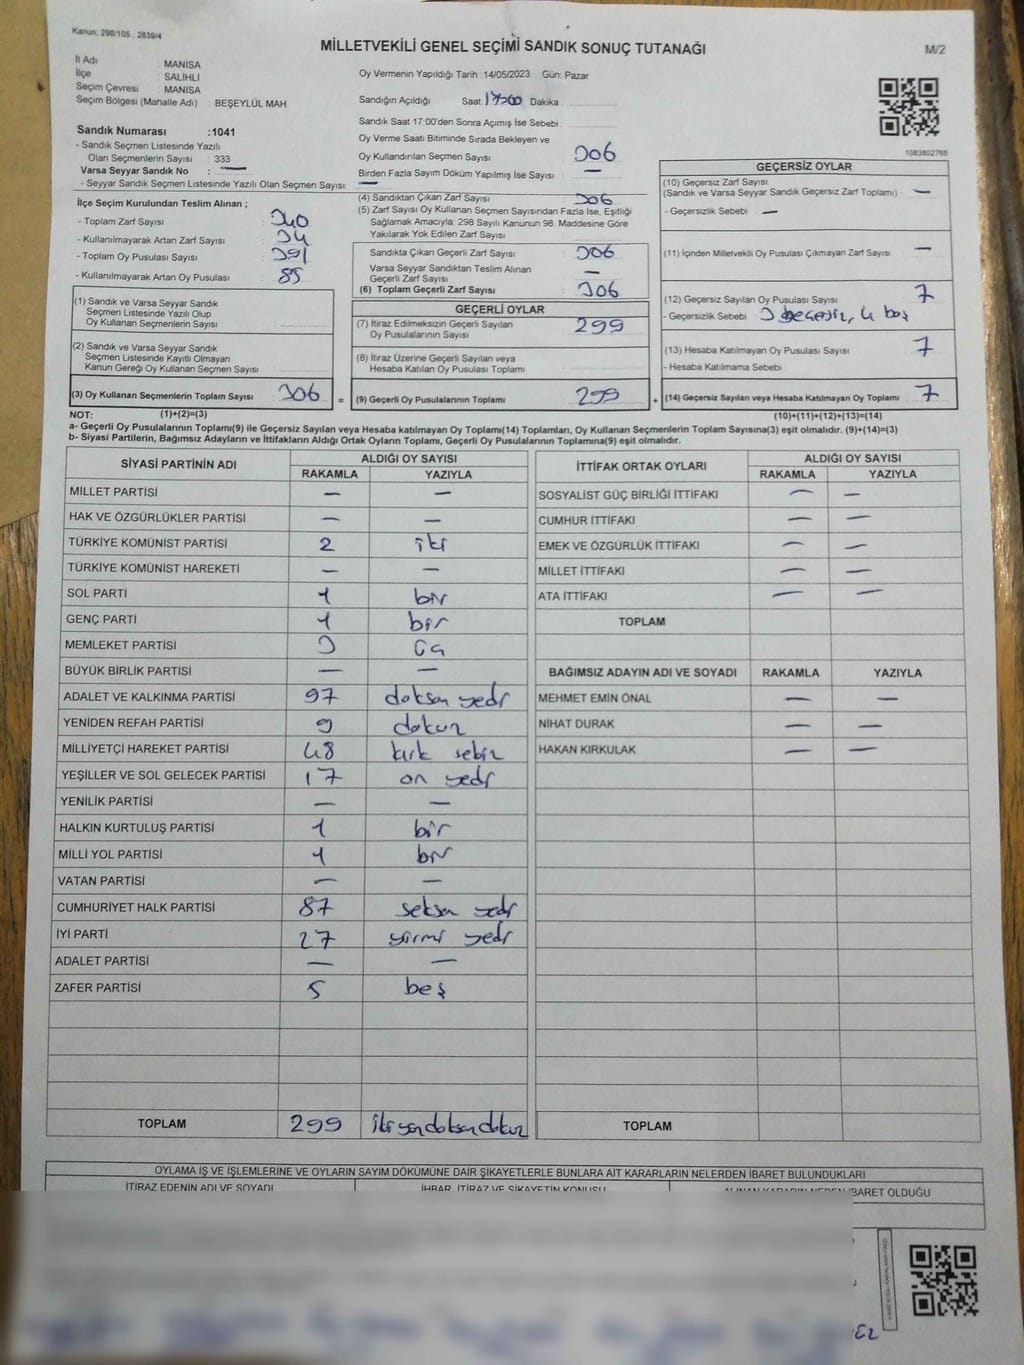 Kanun: 298/105 , 2839/4
MİLLETVEKİLİ GENEL SEÇİMİ SANDIK SONUÇ TUTANAĞI
M/2
İl Adı : MANİSA
İlçe : SALİHLİ
Seçim Çevresi : MANİSA
Seçim Bölgesi (Mahalle Adı) : BEŞEYLÜL MAH
Sandık Numarası :1041
- Sandık Seçmen Listesinde Yazılı
Olan Seçmenlerin Sayısı : 333
Varsa Seyyar Sandık No : —
- Seyyar Sandık Seçmen Listesinde Yazılı Olan Seçmen Sayısı: —
Oy Vermenin Yapıldığı Tarih :14/05/2023 Gün: Pazar
Sandığın Açıldığı Saat 17:00 Dakika
Sandık Saat 17:00'den Sonra Açımış İse Sebebi :
Oy Verme Saati Bitiminde Sırada Bekleyen ve
Oy Kullandırılan Seçmen Sayısı 306
Birden Fazla Sayım Döküm Yapılmış İse Sayısı : —
1083802768
İlçe Seçim Kurulundan Teslim Alınan ;
- Toplam Zarf Sayısı : 340
- Kullanılmayarak Artan Zarf Sayısı : 34
- Toplam Oy Pusulası Sayısı : 391
- Kullanılmayarak Artan Oy Pusulası : 85
(1) Sandık ve Varsa Seyyar Sandık
Seçmen Listesinde Yazılı Olup
Oy Kullanan Seçmenlerin Sayısı :
(2) Sandık ve Varsa Seyyar Sandık
Seçmen Listesinde Kayıtlı Olmayan
Kanun Gereği Oy Kullanan Seçmen Sayısı :
(3) Oy Kullanan Seçmenlerin Toplam Sayısı : 306 =
(1)+(2)=(3)
(4) Sandıktan Çıkan Zarf Sayısı : 306
(5) Zarf Sayısı Oy Kullanan Seçmen Sayısından Fazla İse, Eşitliği
Sağlamak Amacıyla, 298 Sayılı Kanunun 98. Maddesine Göre
Yakılarak Yok Edilen Zarf Sayısı :
Sandıkta Çıkan Geçerli Zarf Sayısı : 306
Varsa Seyyar Sandıktan Teslim Alınan
Geçerli Zarf Sayısı : —
(6) Toplam Geçerli Zarf Sayısı : 306
GEÇERLİ OYLAR
(7) İtiraz Edilmeksizin Geçerli Sayılan
Oy Pusulalarının Sayısı : 299
(8) İtiraz Üzerine Geçerli Sayılan veya
Hesaba Katılan Oy Pusulası Toplamı :
(9) Geçerli Oy Pusulalarının Toplamı : 299 +
GEÇERSİZ OYLAR
(10) Geçersiz Zarf Sayısı
(Sandık ve Varsa Seyyar Sandık Geçersiz Zarf Toplamı) : —
- Geçersizlik Sebebi : —
(11) İçinden Milletvekili Oy Pusulası Çıkmayan Zarf Sayısı : —
(12) Geçersiz Sayılan Oy Pusulası Sayısı : 7
- Geçersizlik Sebebi : 3 geçersiz, 4 boş
(13) Hesaba Katılmayan Oy Pusulası Sayısı : 7
- Hesaba Katılmama Sebebi :
(14) Geçersiz Sayılan veya Hesaba Katılmayan Oy Toplamı : 7
(10)+(11)+(12)+(13)=(14)
NOT:
a- Geçerli Oy Pusulalarının Toplamı(9) ile Geçersiz Sayılan veya Hesaba katılmayan Oy Toplamı(14) Toplamları, Oy Kullanan Seçmenlerin Toplam Sayısına(3) eşit olmalıdır. (9)+(14)=(3)
b- Siyasi Partilerin, Bağımsız Adayların ve İttifakların Aldığı Ortak Oyların Toplamı, Geçerli Oy Pusulalarının Toplamına(9) eşit olmalıdır.
SİYASİ PARTİNİN ADI ALDIĞI OY SAYISI
RAKAMLA YAZIYLA
MİLLET PARTİSİ — —
HAK VE ÖZGÜRLÜKLER PARTİSİ — —
TÜRKİYE KOMÜNİST PARTİSİ 2 iki
TÜRKİYE KOMÜNİST HAREKETİ — —
SOL PARTİ 1 bir
GENÇ PARTİ 1 bir
MEMLEKET PARTİSİ 3 üç
BÜYÜK BİRLİK PARTİSİ — —
ADALET VE KALKINMA PARTİSİ 97 doksan yedi
YENİDEN REFAH PARTİSİ 9 dokuz
MİLLİYETÇİ HAREKET PARTİSİ 48 kırk sekiz
YEŞİLLER VE SOL GELECEK PARTİSİ 17 on yedi
YENİLİK PARTİSİ — —
HALKIN KURTULUŞ PARTİSİ 1 bir
MİLLİ YOL PARTİSİ 1 bir
VATAN PARTİSİ — —
CUMHURİYET HALK PARTİSİ 87 seksen yedi
İYİ PARTİ 27 yirmi yedi
ADALET PARTİSİ — —
ZAFER PARTİSİ 5 beş
TOPLAM 299 ikiyüzdoksandokuz
İTTİFAK ORTAK OYLARI ALDIĞI OY SAYISI
RAKAMLA YAZIYLA
SOSYALİST GÜÇ BİRLİĞİ İTTİFAKI — —
CUMHUR İTTİFAKI — —
EMEK VE ÖZGÜRLÜK İTTİFAKI — —
MİLLET İTTİFAKI — —
ATA İTTİFAKI — —
TOPLAM
BAĞIMSIZ ADAYIN ADI VE SOYADI RAKAMLA YAZIYLA
MEHMET EMİN ÖNAL — —
NİHAT DURAK — —
HAKAN KIRKULAK — —
TOPLAM
OYLAMA İŞ VE İŞLEMLERİNE VE OYLARIN SAYIM DÖKÜMÜNE DAİR ŞİKAYETLERLE BUNLARA AİT KARARLARIN NELERDEN İBARET BULUNDUKLARI
İTİRAZ EDENİN ADI VE SOYADI İHBAR, İTİRAZ VE ŞİKAYETİN KONUSU ALINAN KARARIN NEDEN İBARET OLDUĞU